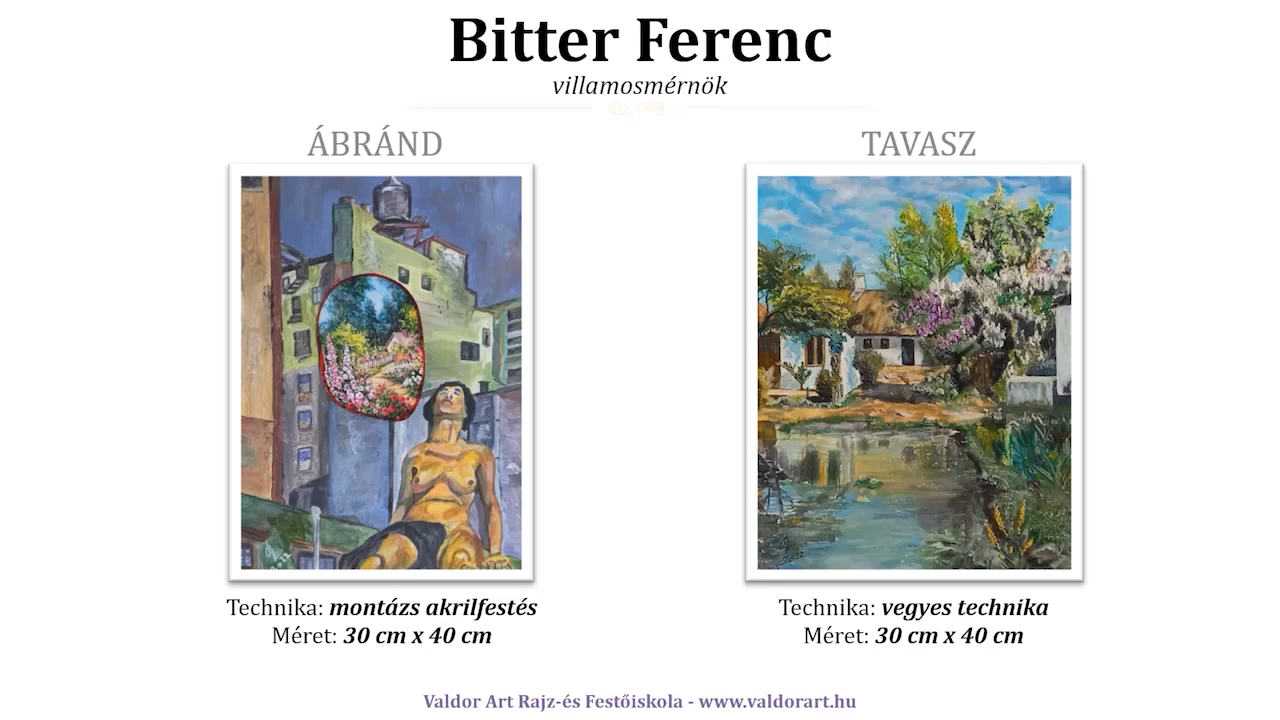 Bitter Ferenc
villamosmérnök
ÁBRÁND
TAVASZ
Technika: montázs akrilfestés
Méret: 30 cm x 40 cm
Technika: vegyes technika
Méret: 30 cm x 40 cm
Valdor Art Rajz-és Festőiskola - www.valdorart.hu